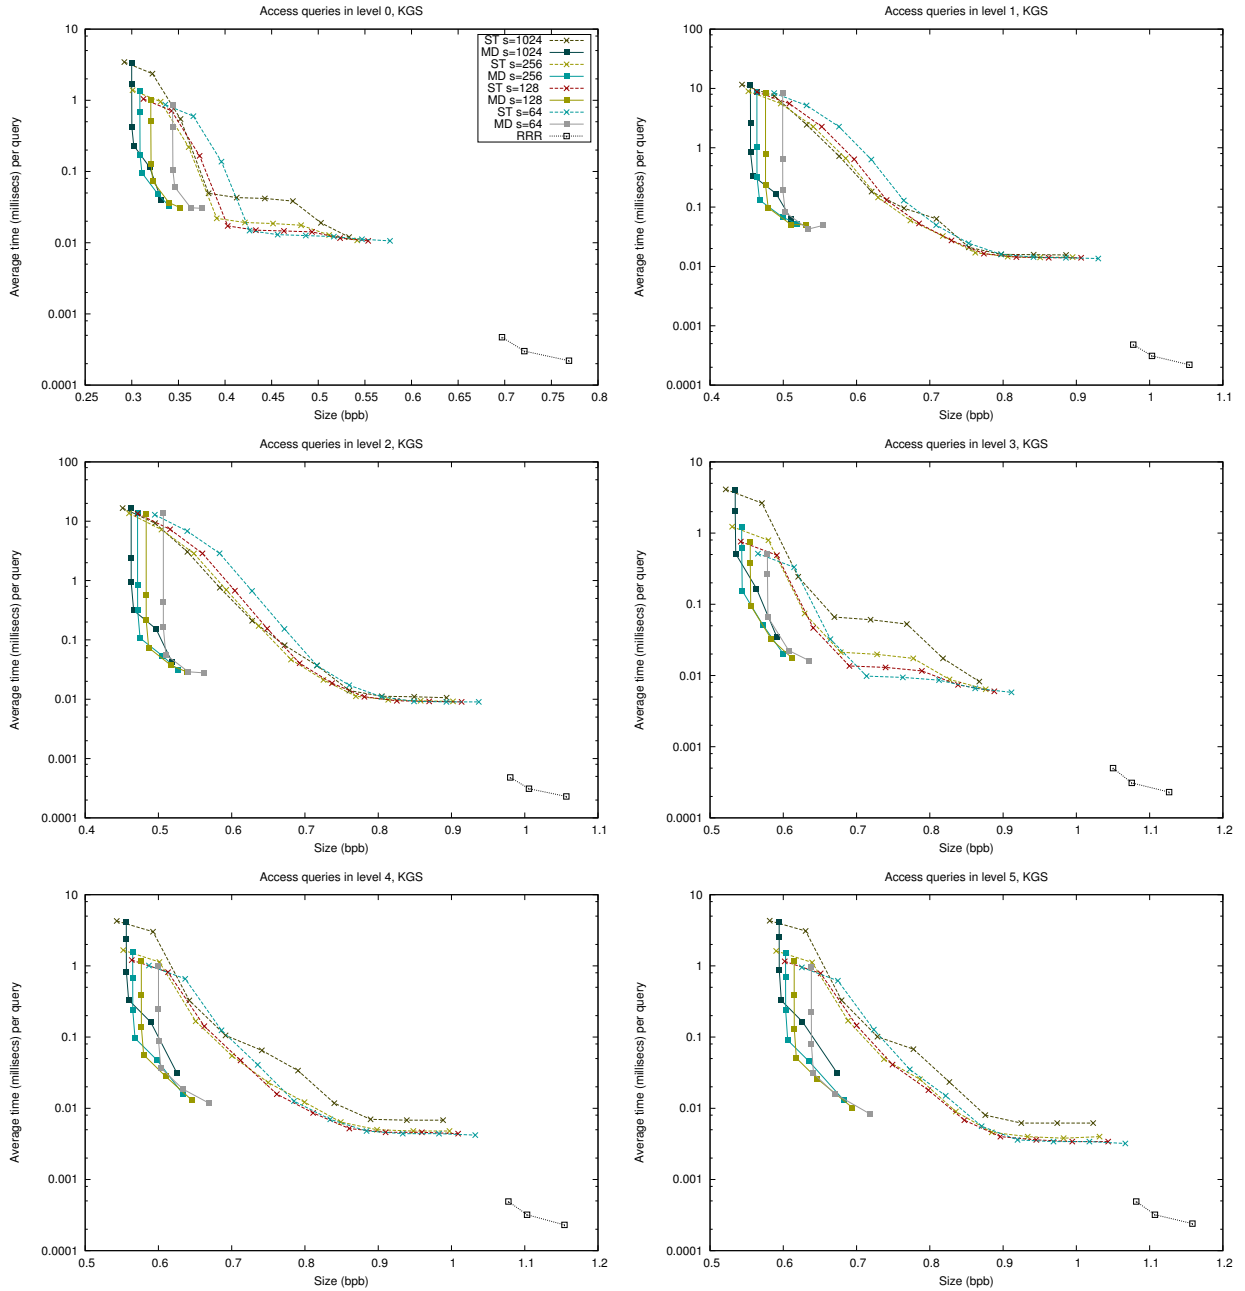 Access queries in level 0, KGS
10
1
0.1
0.01
0.001
0.0001
0.25 0.3 0.35 0.4 0.45 0.5 0.55 0.6 0.65 0.7 0.75 0.8
Average time (millisecs) per query
Size (bpb)
ST s=1024
MD s=1024
ST s=256
MD s=256
ST s=128
MD s=128
ST s=64
MD s=64
RRR
Access queries in level 1, KGS
100
10
1
0.1
0.01
0.001
0.0001
0.4 0.5 0.6 0.7 0.8 0.9 1 1.1
Average time (millisecs) per query
Size (bpb)
Access queries in level 2, KGS
100
10
1
0.1
0.01
0.001
0.0001
0.4 0.5 0.6 0.7 0.8 0.9 1 1.1
Average time (millisecs) per query
Size (bpb)
Access queries in level 3, KGS
10
1
0.1
0.01
0.001
0.0001
0.5 0.6 0.7 0.8 0.9 1 1.1 1.2
Average time (millisecs) per query
Size (bpb)
Access queries in level 4, KGS
10
1
0.1
0.01
0.001
0.0001
0.5 0.6 0.7 0.8 0.9 1 1.1 1.2
Average time (millisecs) per query
Size (bpb)
Access queries in level 5, KGS
10
1
0.1
0.01
0.001
0.0001
0.5 0.6 0.7 0.8 0.9 1 1.1 1.2
Average time (millisecs) per query
Size (bpb)